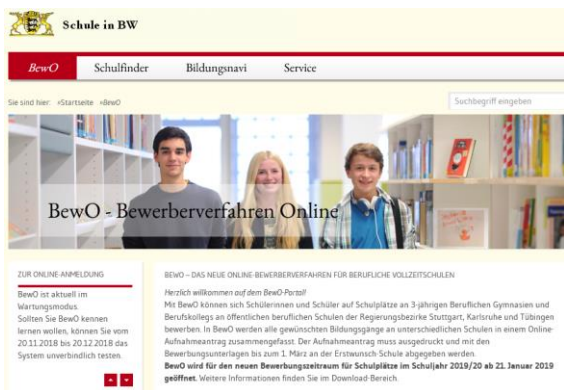 Schule in BW
BewO Schulfinder Bildungsnavi Service
Sie sind hier: »Startseite »BewO
Suchbegriff eingeben
BewO - Bewerberverfahren Online
ZUR ONLINE-ANMELDUNG
BewO ist aktuell im
Wartungsmodus.
Sollten Sie BewO kennen
lernen wollen, können Sie vom
20.11.2018 bis 20.12.2018 das
System unverbindlich testen.
BEWO – DAS NEUE ONLINE-BEWERBERVERFAHREN FÜR BERUFLICHE VOLLZEITSCHULEN
Herzlich willkommen auf dem BewO-Portal!
Mit BewO können sich Schülerinnen und Schüler auf Schulplätze an 3-jährigen Beruflichen Gymnasien und
Berufskollegs an öffentlichen beruflichen Schulen der Regierungsbezirke Stuttgart, Karlsruhe und Tübingen
bewerben. In BewO werden alle gewünschten Bildungsgänge an unterschiedlichen Schulen in einem Online-
Aufnahmeantrag zusammengefasst. Der Aufnahmeantrag muss ausgedruckt und mit den
Bewerbungsunterlagen bis zum 1. März an der Erstwunsch-Schule abgegeben werden.
BewO wird für den neuen Bewerbungszeitraum für Schulplätze im Schuljahr 2019/20 ab 21. Januar 2019
geöffnet. Weitere Informationen finden Sie im Download-Bereich.